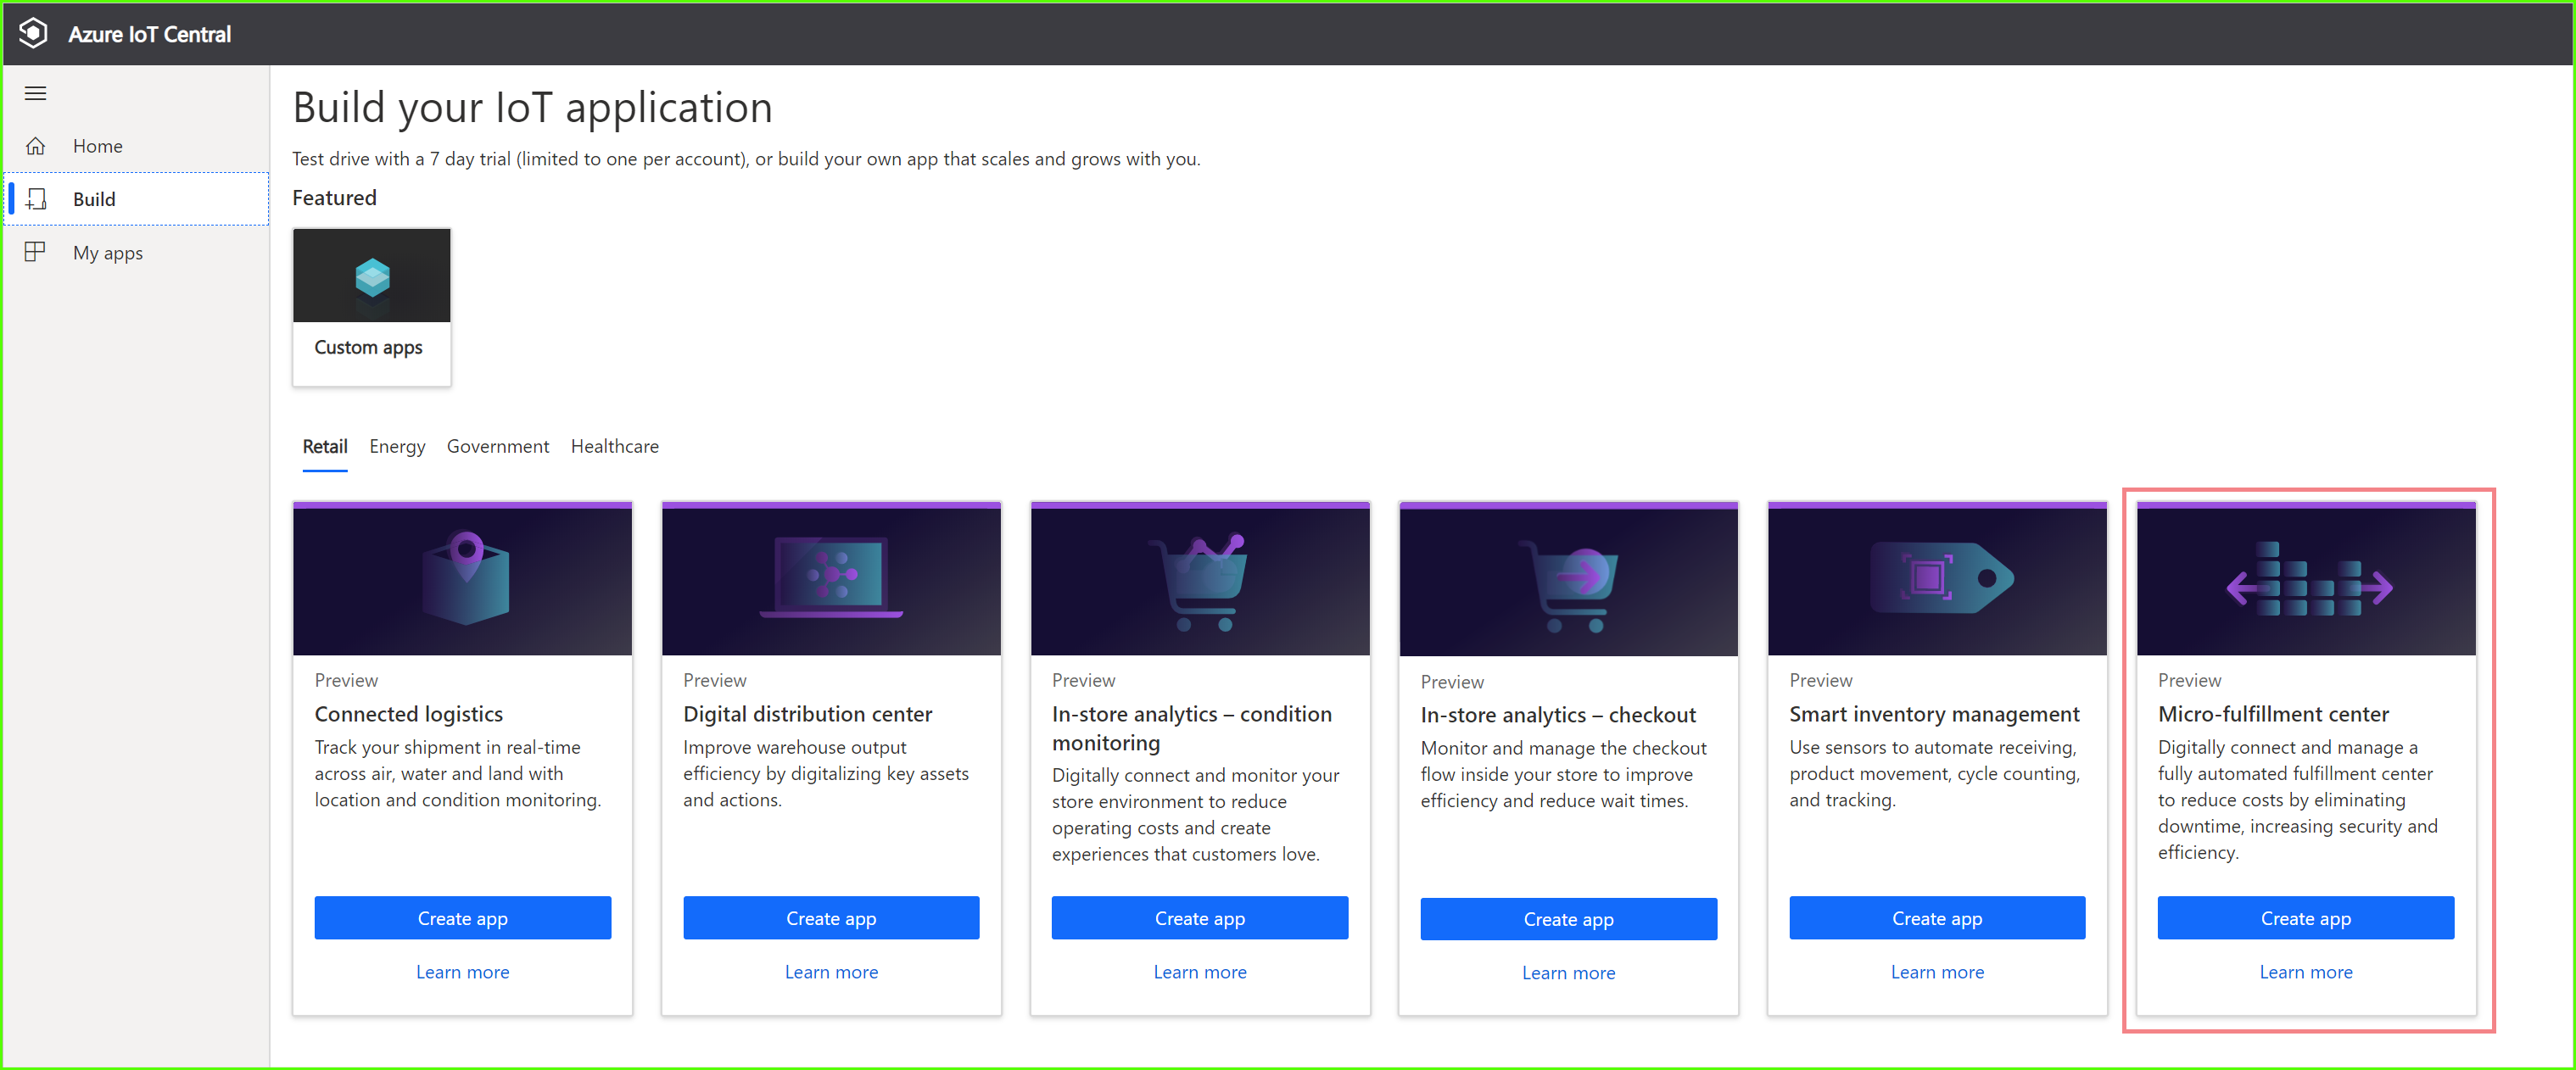 Azure IoT Central
Home
Build
My apps
Build your IoT application
Test drive with a 7 day trial (limited to one per account), or build your own app that scales and grows with you.
Featured
Custom apps
Retail Energy Government Healthcare
Preview
Connected logistics
Track your shipment in real-time
across air, water and land with
location and condition monitoring.
Create app
Learn more
Preview
Digital distribution center
Improve warehouse output
efficiency by digitalizing key assets
and actions.
Create app
Learn more
Preview
In-store analytics – condition
monitoring
Digitally connect and monitor your
store environment to reduce
operating costs and create
experiences that customers love.
Create app
Learn more
Preview
In-store analytics – checkout
Monitor and manage the checkout
flow inside your store to improve
efficiency and reduce wait times.
Create app
Learn more
Preview
Smart inventory management
Use sensors to automate receiving,
product movement, cycle counting,
and tracking.
Create app
Learn more
Preview
Micro-fulfillment center
Digitally connect and manage a
fully automated fulfillment center
to reduce costs by eliminating
downtime, increasing security and
efficiency.
Create app
Learn more